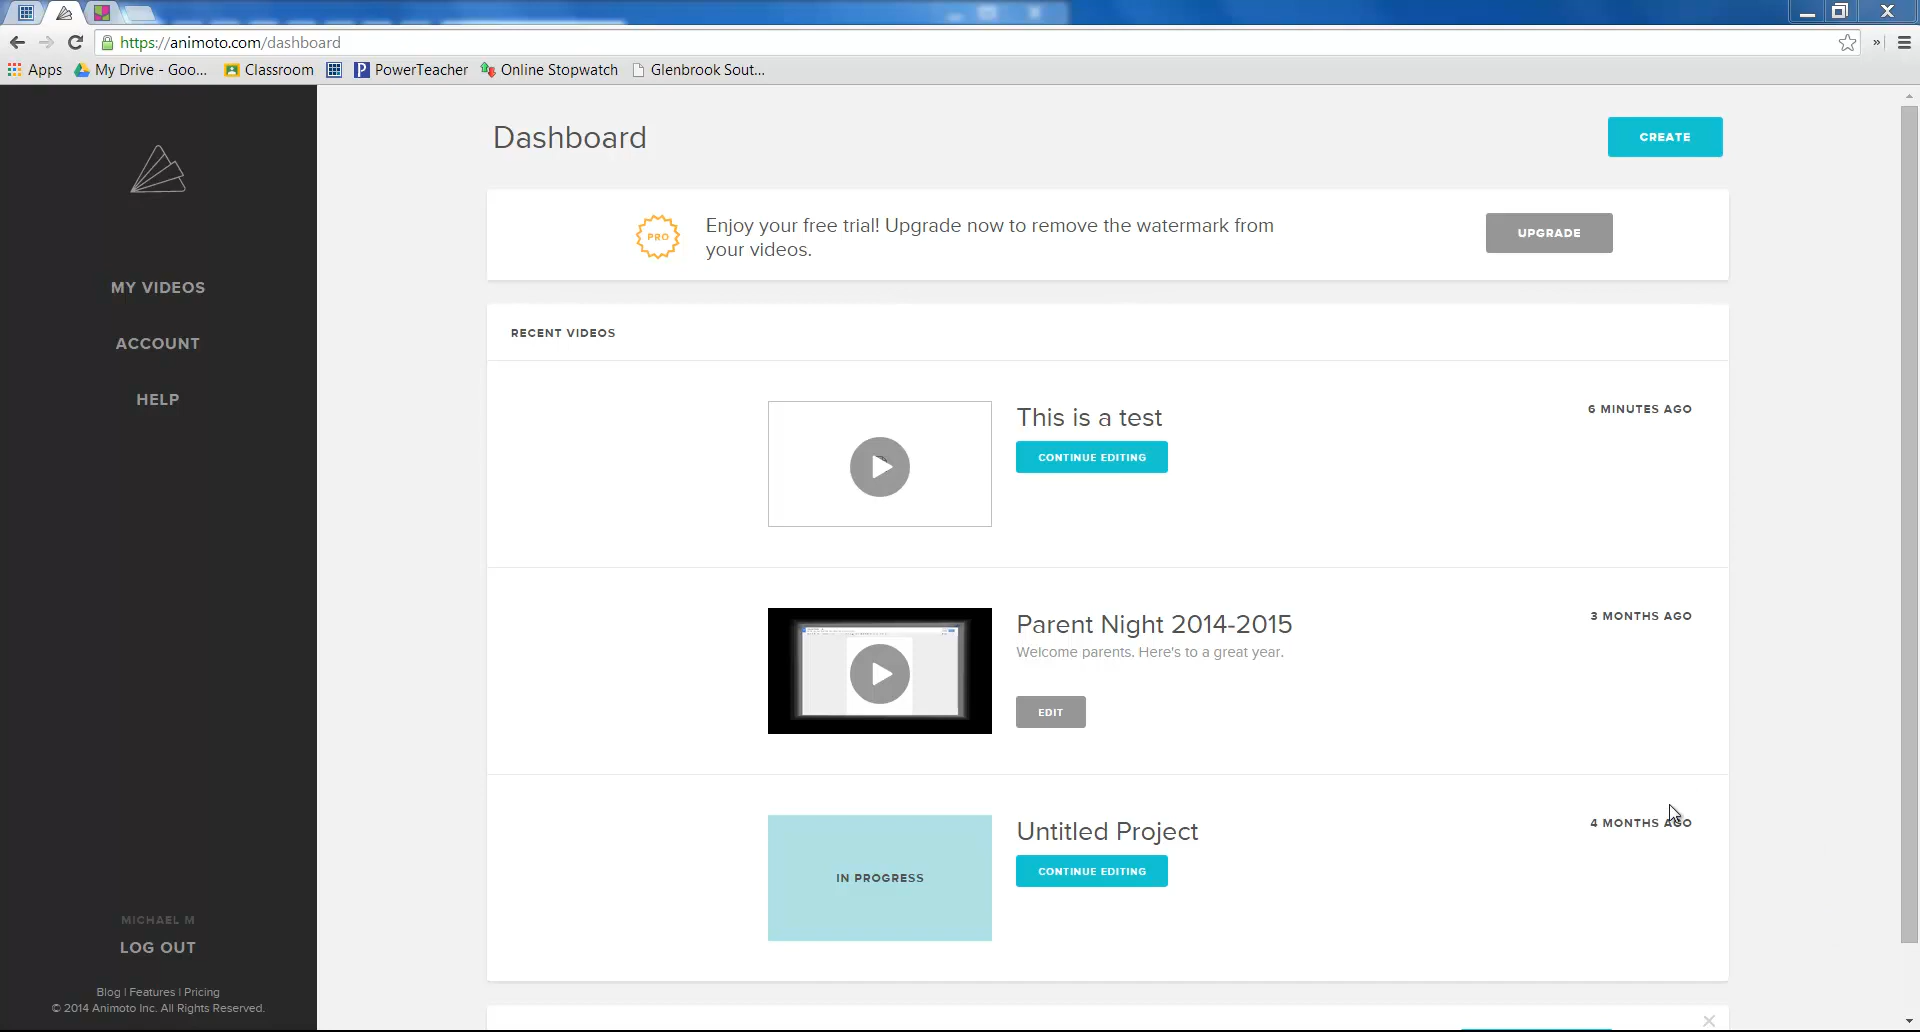 https://animoto.com/dashboard
Apps My Drive - Goo... Classroom PowerTeacher Online Stopwatch Glenbrook Sout... »
Dashboard
CREATE
PRO
Enjoy your free trial! Upgrade now to remove the watermark from
your videos.
UPGRADE
MY VIDEOS
ACCOUNT
HELP
RECENT VIDEOS
This is a test
6 MINUTES AGO
CONTINUE EDITING
Parent Night 2014-2015
3 MONTHS AGO
Welcome parents. Here's to a great year.
EDIT
Untitled Project
4 MONTHS AGO
CONTINUE EDITING
IN PROGRESS
MICHAEL M
LOG OUT
Blog | Features | Pricing
© 2014 Animoto Inc. All Rights Reserved.